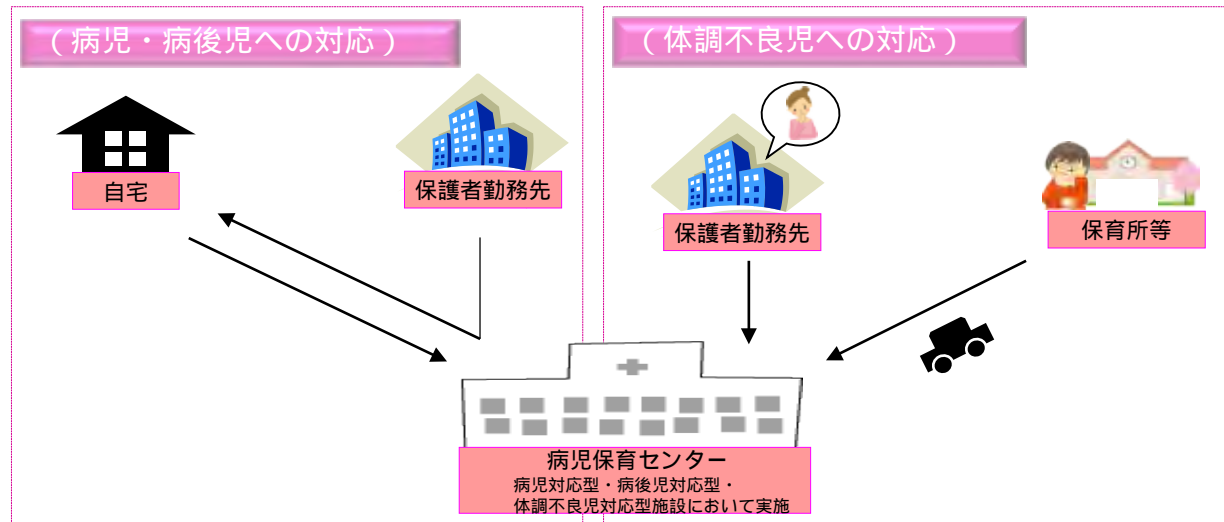 （病児・病後児への対応）
（体調不良児への対応）
自宅
保護者勤務先
保護者勤務先
保育所等
病児保育センター
病児対応型・病後児対応型・
体調不良児対応型施設において実施